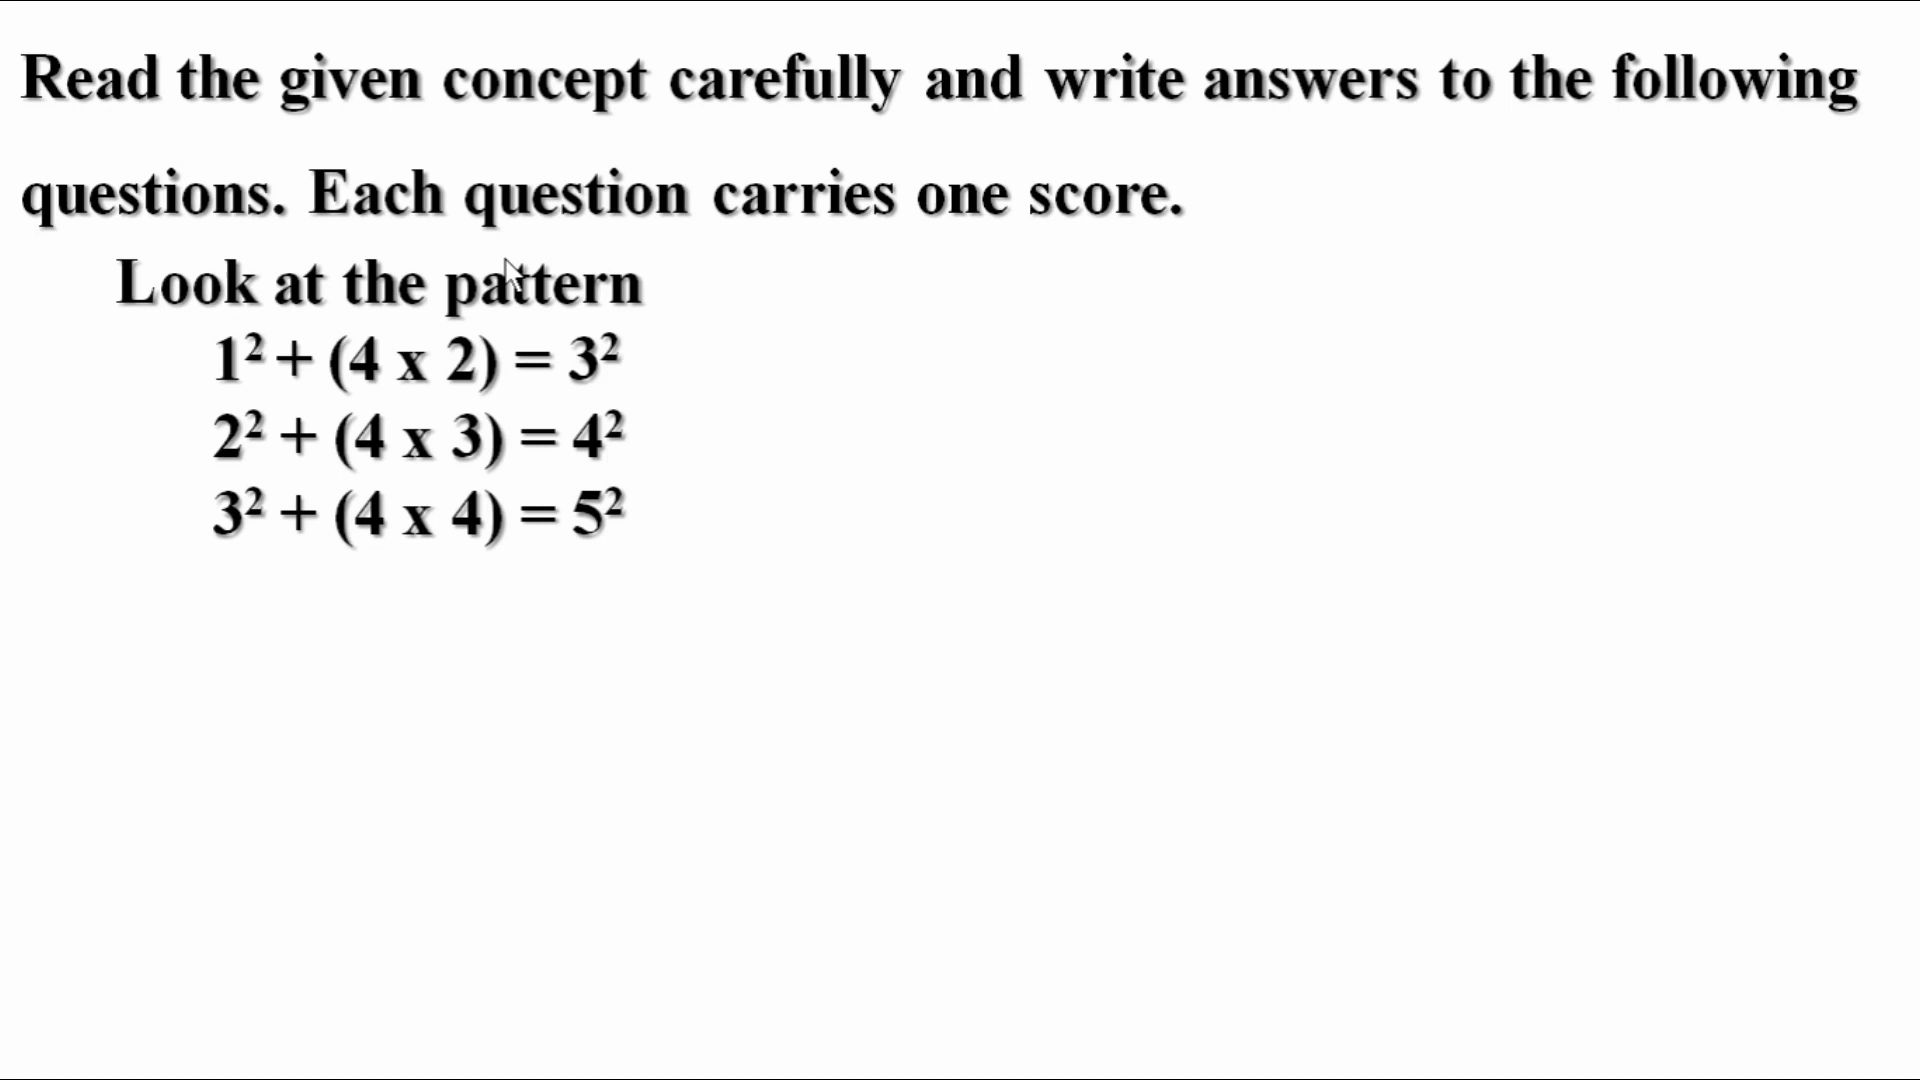 Read the given concept carefully and write answers to the following
questions. Each question carries one score.
Look at the pattern
1² + (4 x 2) = 3²
2² + (4 x 3) = 4²
3² + (4 x 4) = 5²